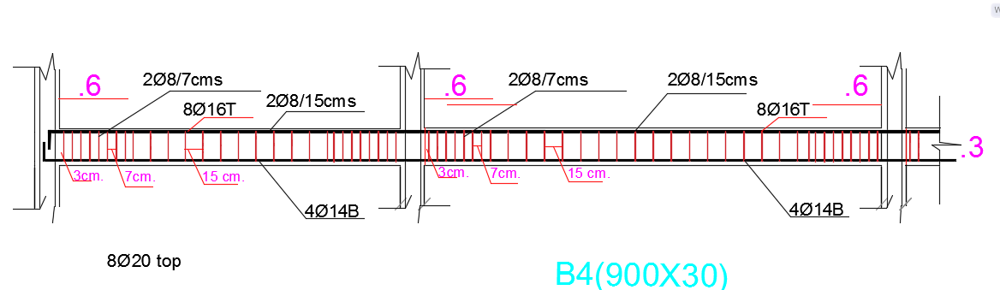 .6
.6
.6
2Ø8/7cms
2Ø8/15cms
8Ø16T
2Ø8/7cms
2Ø8/15cms
8Ø16T
.3
3cm.
7cm.
15 cm.
3cm.
7cm.
15 cm.
4Ø14B
4Ø14B
8Ø20 top
B4(900X30)